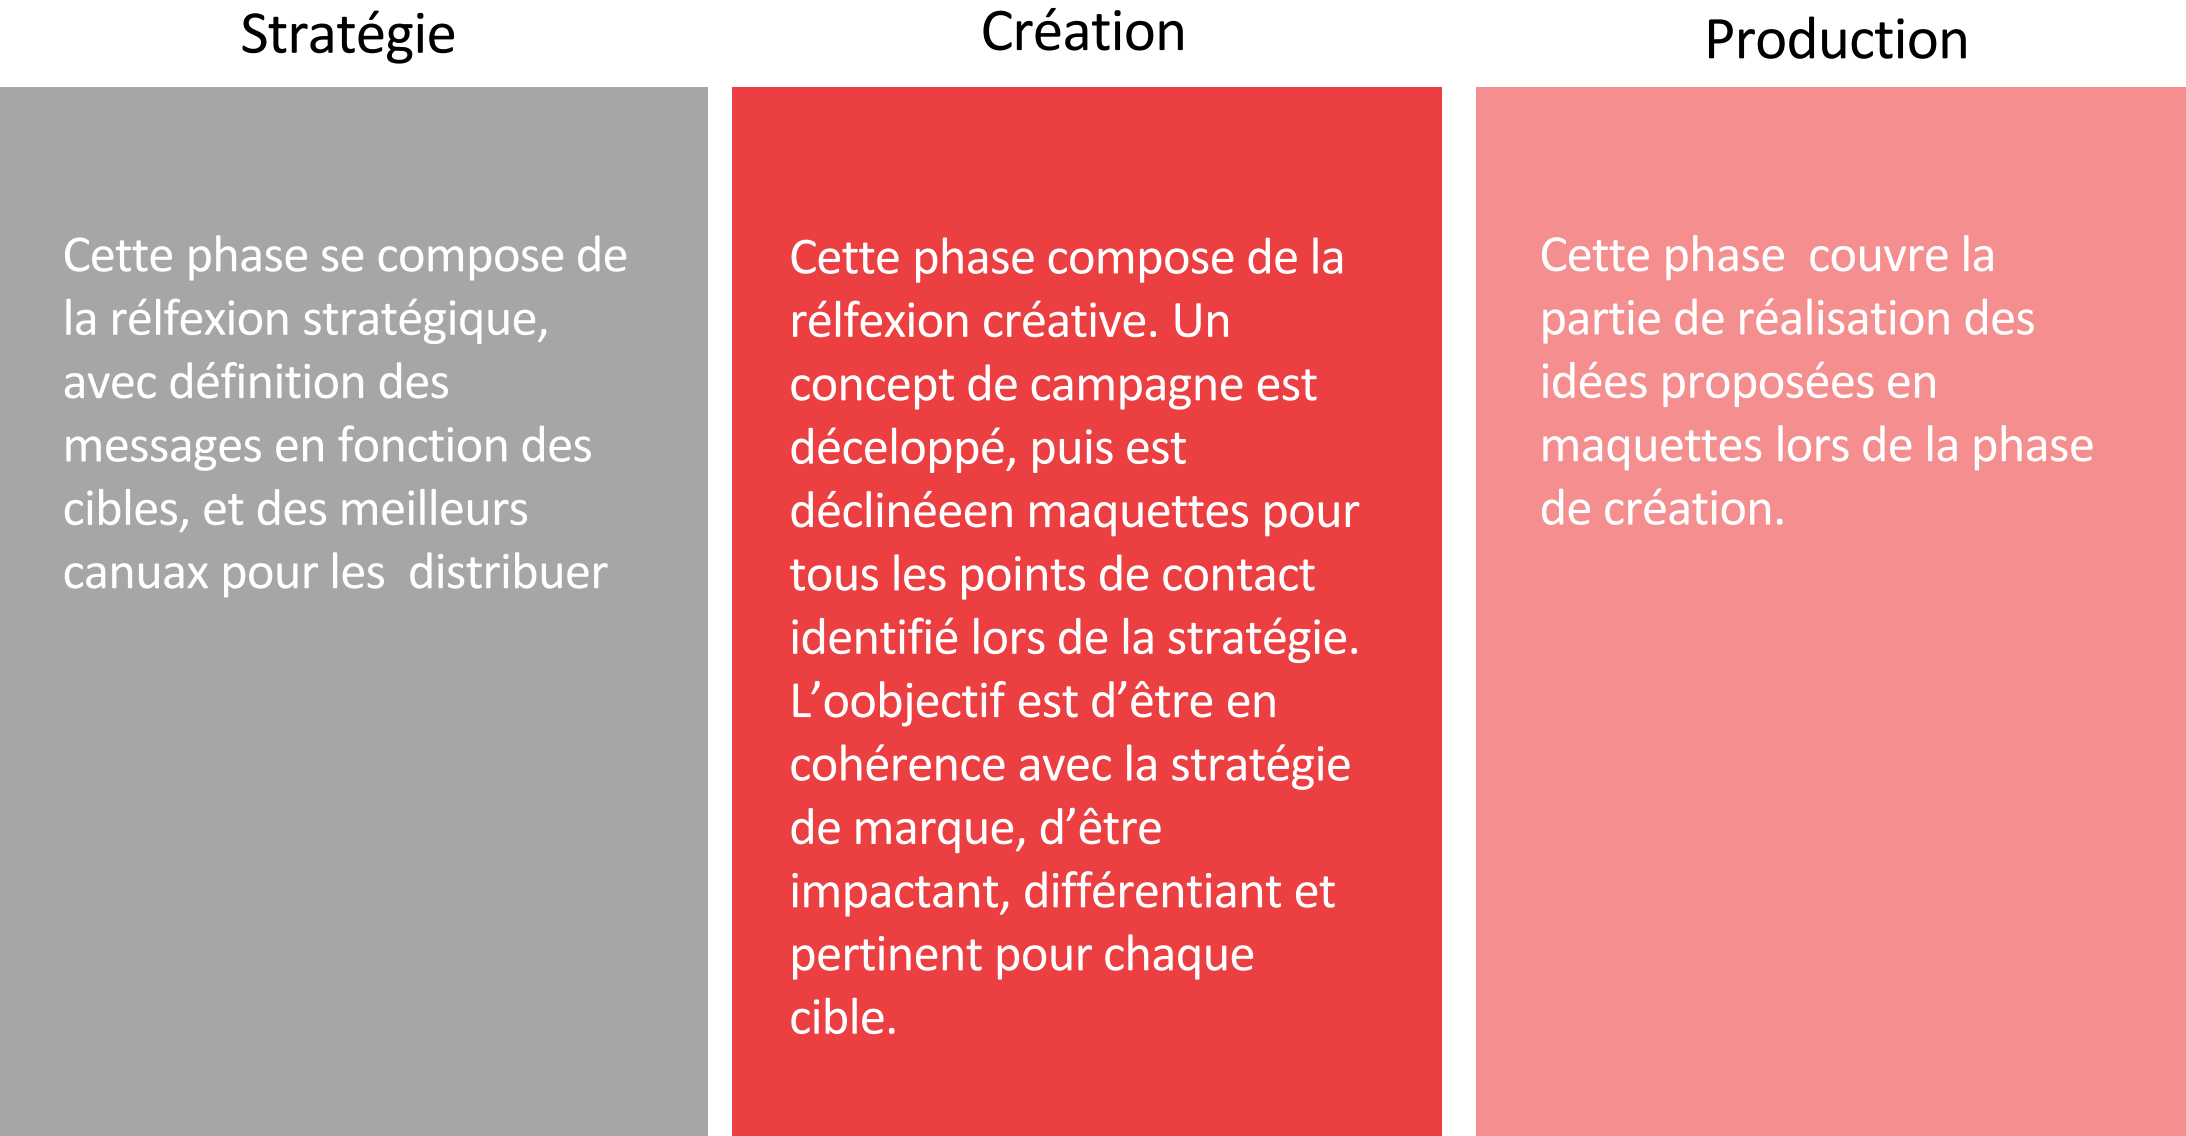 Stratégie
Cette phase se compose de
la rélfexion stratégique,
avec définition des
messages en fonction des
cibles, et des meilleurs
canuax pour les  distribuer
Création
Cette phase compose de la
rélfexion créative. Un
concept de campagne est
déceloppé, puis est
déclinéeen maquettes pour
tous les points de contact
identifié lors de la stratégie.
L’oobjectif est d’être en
cohérence avec la stratégie
de marque, d’être
impactant, différentiant et
pertinent pour chaque
cible.
Production
Cette phase  couvre la
partie de réalisation des
idées proposées en
maquettes lors de la phase
de création.